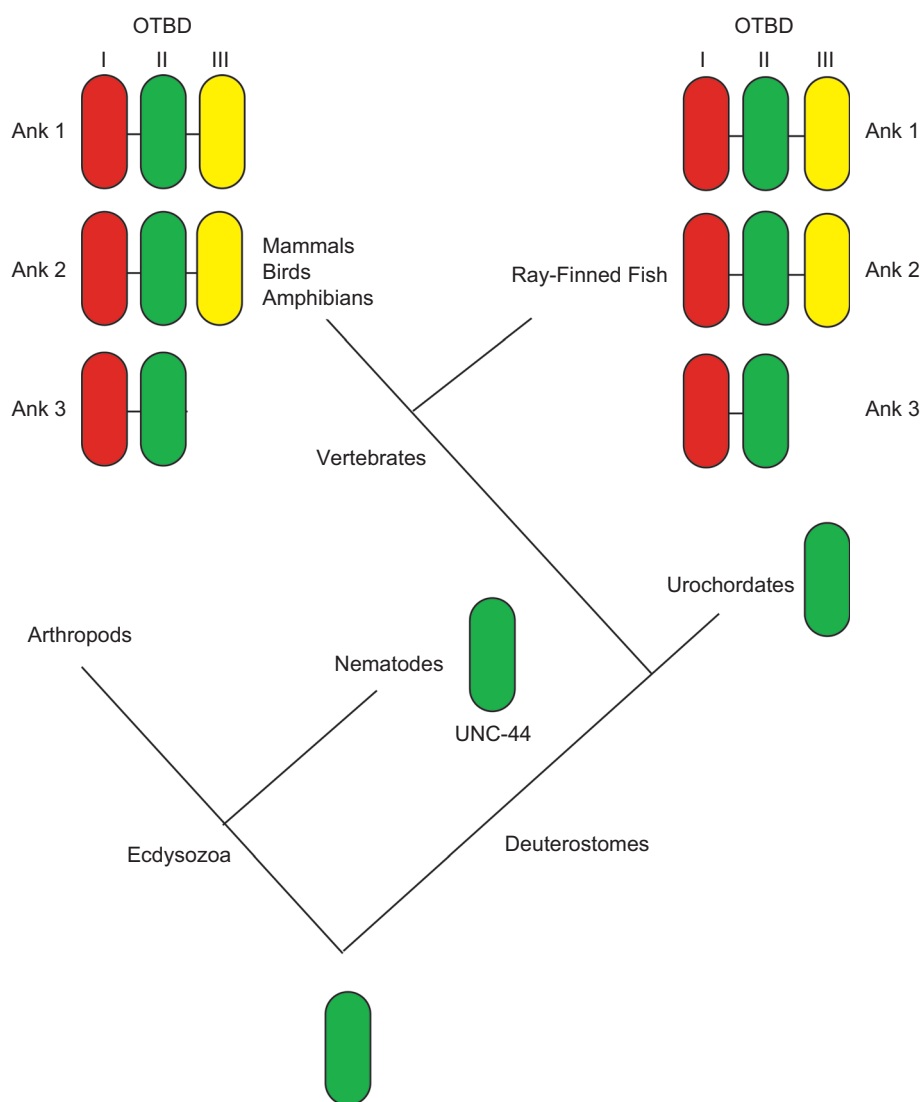 OTBD
I II III
Ank 1
Ank 2
Ank 3
Mammals
Birds
Amphibians
OTBD
I II III
Ank 1
Ank 2
Ank 3
Ray-Finned Fish
Vertebrates
Urochordates
Arthropods
Nematodes
UNC-44
Ecdysozoa
Deuterostomes